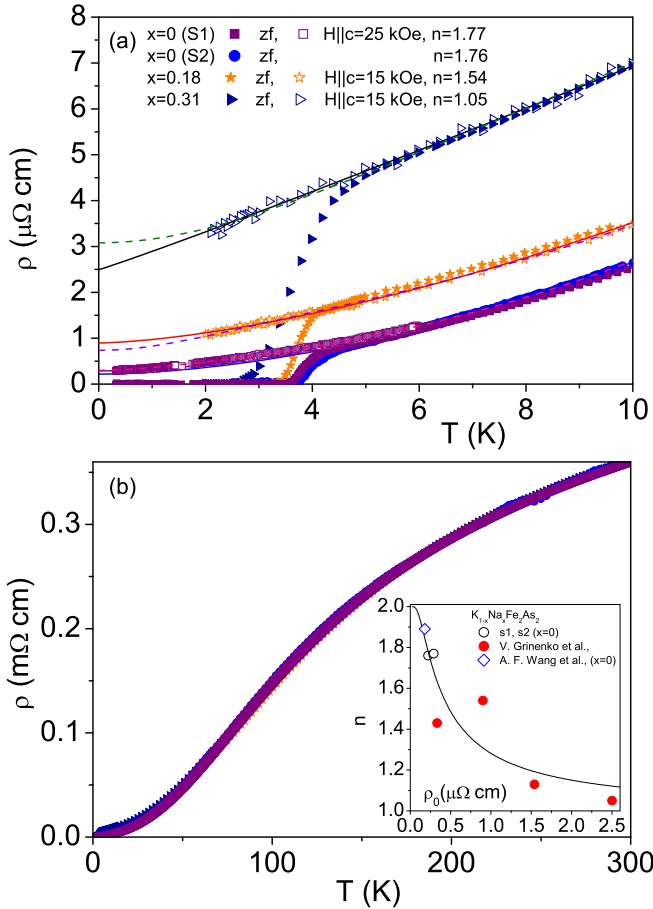 (a)
x=0 (S1) zf, H||c=25 kOe, n=1.77
x=0 (S2) zf, n=1.76
x=0.18 zf, H||c=15 kOe, n=1.54
x=0.31 zf, H||c=15 kOe, n=1.05
8
7
6
5
4
3
2
1
0
ρ (μΩ cm)
0 2 4 6 8 10
T (K)
(b)
0.3
0.2
0.1
0.0
ρ (mΩ cm)
0 100 200 300
T (K)
K1-xNaxFe2As2
s1, s2 (x=0)
V. Grinenko et al.,
A. F. Wang et al., (x=0)
2.0
1.8
1.6
1.4
1.2
1.0
n
ρ0(μΩ cm)
0.0 0.5 1.0 1.5 2.0 2.5